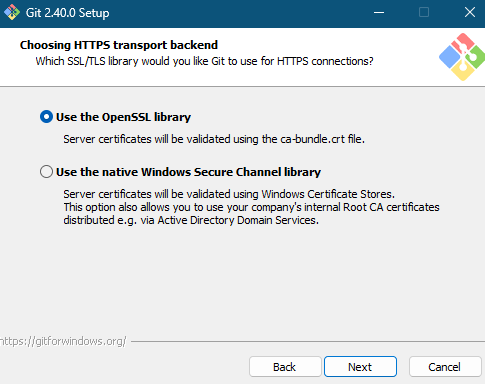 Git 2.40.0 Setup
Choosing HTTPS transport backend
Which SSL/TLS library would you like Git to use for HTTPS connections?
Use the OpenSSL library
Server certificates will be validated using the ca-bundle.crt file.
Use the native Windows Secure Channel library
Server certificates will be validated using Windows Certificate Stores.
This option also allows you to use your company's internal Root CA certificates
distributed e.g. via Active Directory Domain Services.
https://gitforwindows.org/
Back
Next
Cancel